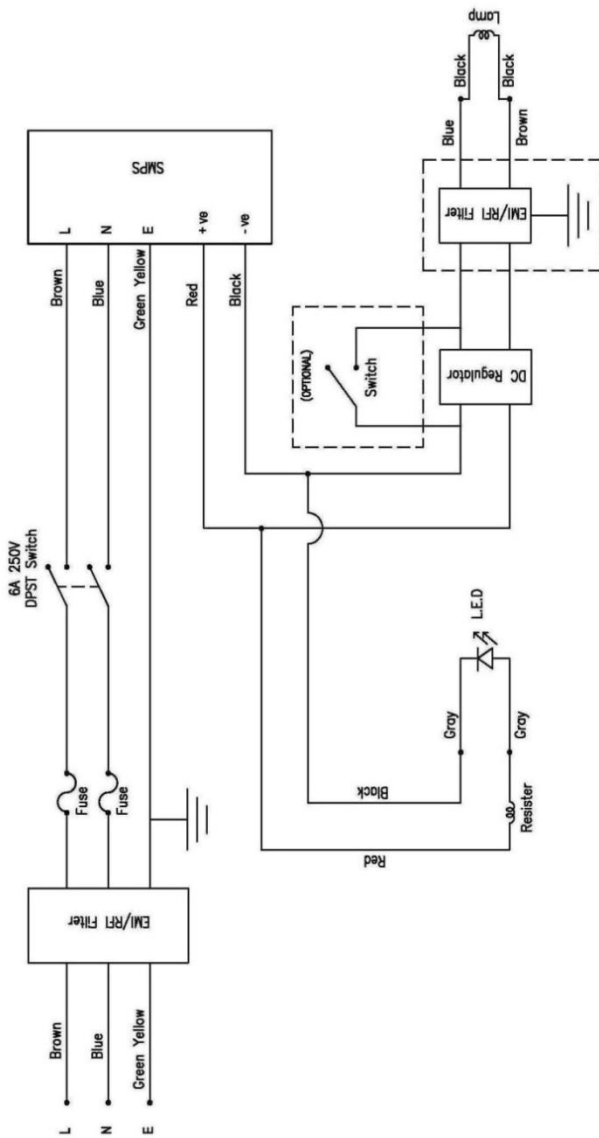 L
Brown
N
Blue
E
Green Yellow
EMI/RFI Filter
Fuse
Fuse
6A 250V
DPST Switch
Brown
L
Blue
N
Green Yellow
E
Red
+ve
Black
-ve
SMPS
(OPTIONAL)
Switch
DC Regulator
EMI/RFI Filter
Blue
Brown
Black
Black
Lamp
Red
Black
Gray
Gray
L.E.D
Resister